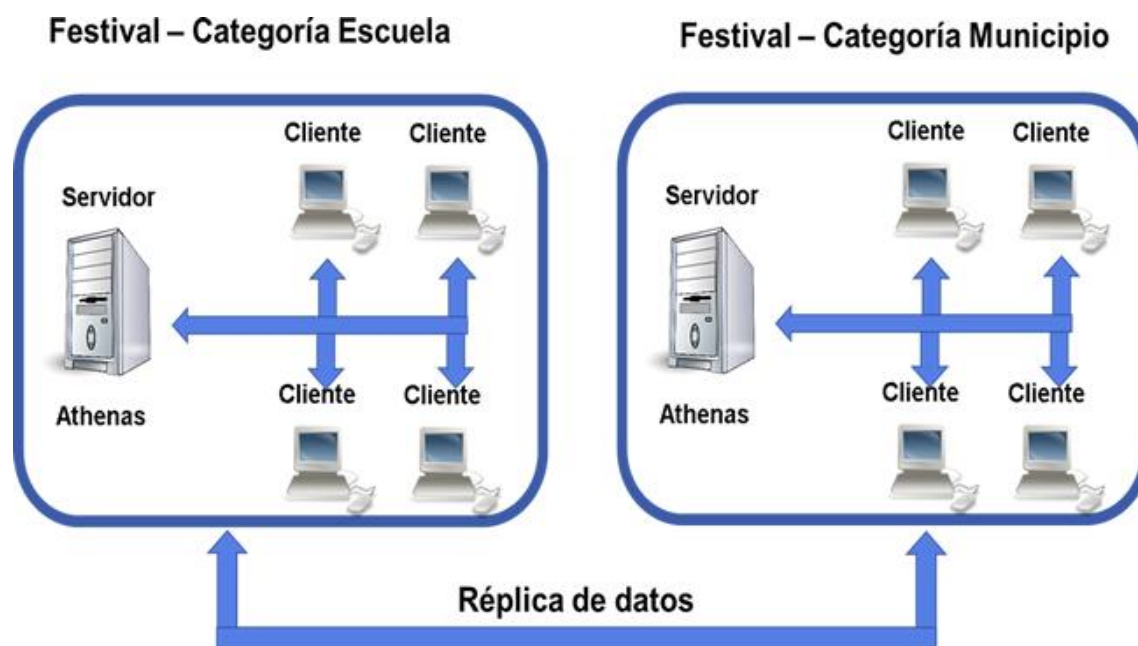 Festival – Categoría Escuela
Cliente Cliente
Servidor
Athenas
Cliente Cliente
Festival – Categoría Municipio
Cliente Cliente
Servidor
Athenas
Cliente Cliente
Réplica de datos